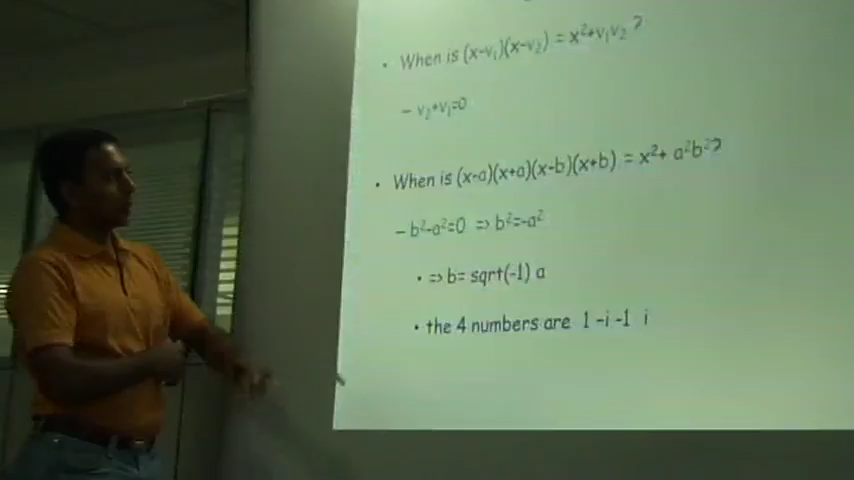 • When is (x-v₁)(x-v₂) = x²+v₁v₂ ?
– v₂+v₁=0
• When is (x-a)(x+a)(x-b)(x+b) = x²+ a²b²?
– b²-a²=0 => b²=-a²
• => b= sqrt(-1) a
• the 4 numbers are 1 -i -1 i